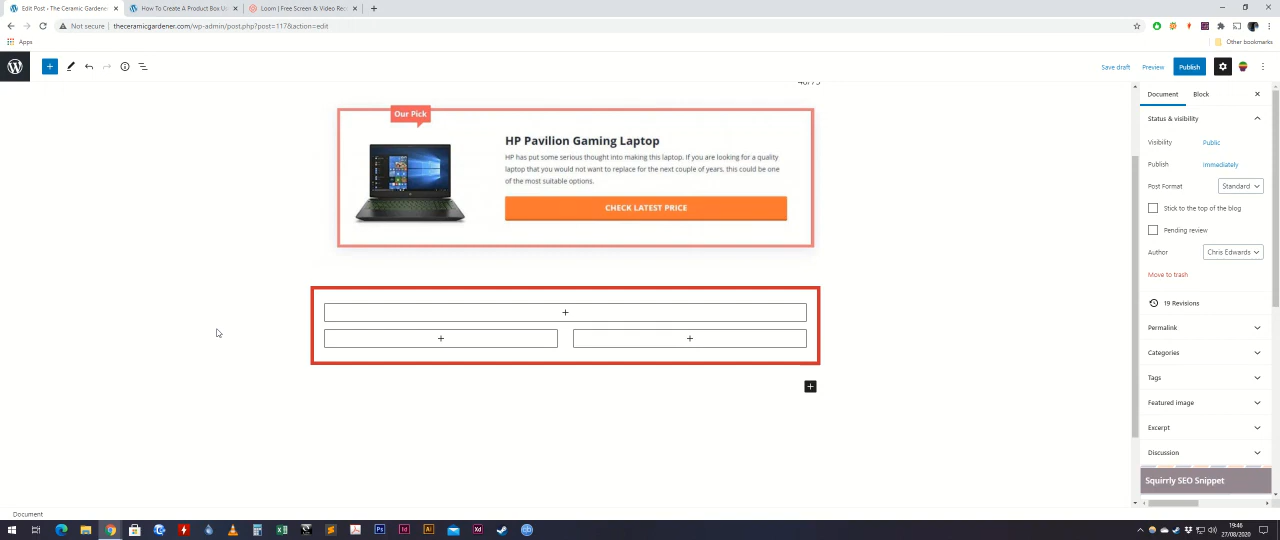 Edit Post ‹ The Ceramic Gardener
How To Create A Product Box Us
Loom | Free Screen & Video Rec
Not secure | theceramicgardener.com/wp-admin/post.php?post=117&action=edit
Apps
Other bookmarks
Save draft
Preview
Publish
Our Pick
HP Pavilion Gaming Laptop
HP has put some serious thought into making this laptop. If you are looking for a quality
laptop that you would not want to replace for the next couple of years, this could be one
of the most suitable options.
CHECK LATEST PRICE
Document
Block
Status & visibility
Visibility
Public
Publish
Immediately
Post Format
Standard
Stick to the top of the blog
Pending review
Author
Chris Edwards
Move to trash
19 Revisions
Permalink
Categories
Tags
Featured image
Excerpt
Discussion
Squirrly SEO Snippet
Document
19:46
27/08/2020